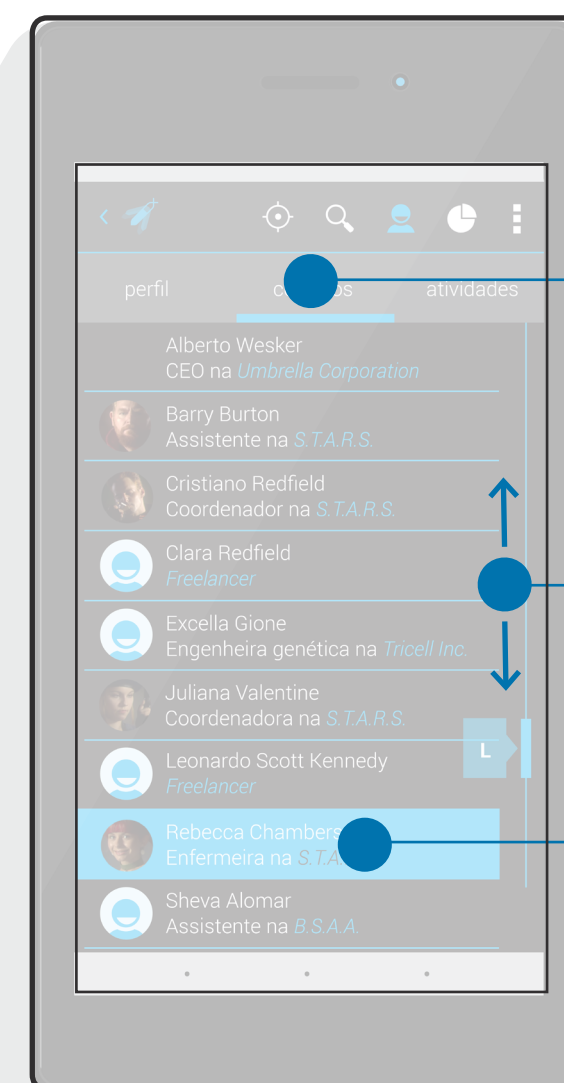 perfil
atividades
Alberto Wesker
CEO na Umbrella Corporation
Barry Burton
Assistente na S.T.A.R.S.
Cristiano Redfield
Coordenador na S.T.A.R.S.
Clara Redfield
Freelancer
Excella Gione
Engenheira genética na Tricell Inc.
Juliana Valentine
Coordenadora na S.T.A.R.S.
Leonardo Scott Kennedy
Freelancer
L
Rebecca Chambers
Enfermeira na S.T.A
Sheva Alomar
Assistente na B.S.A.A.